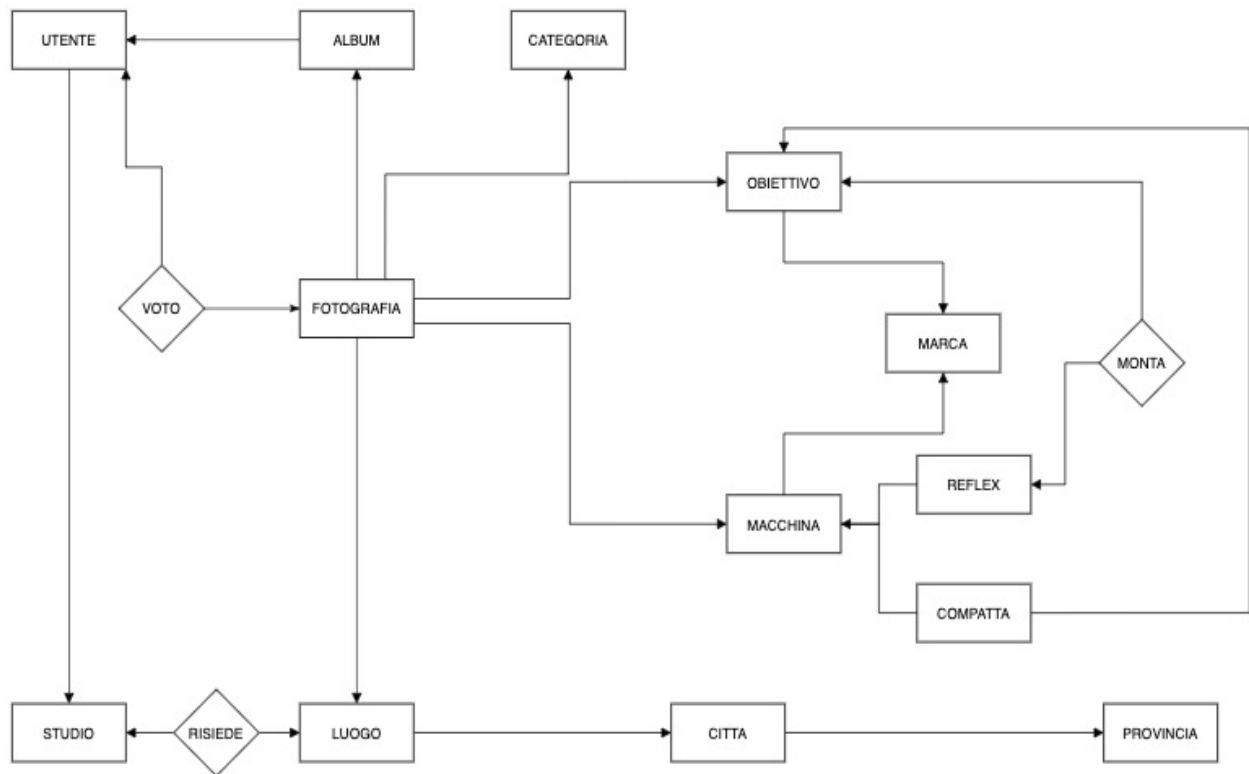 UTENTE
ALBUM
CATEGORIA
OBIETTIVO
VOTO
FOTOGRAFIA
MARCA
MONTA
REFLEX
MACCHINA
COMPATTA
STUDIO
RISIEDE
LUOGO
CITTA
PROVINCIA